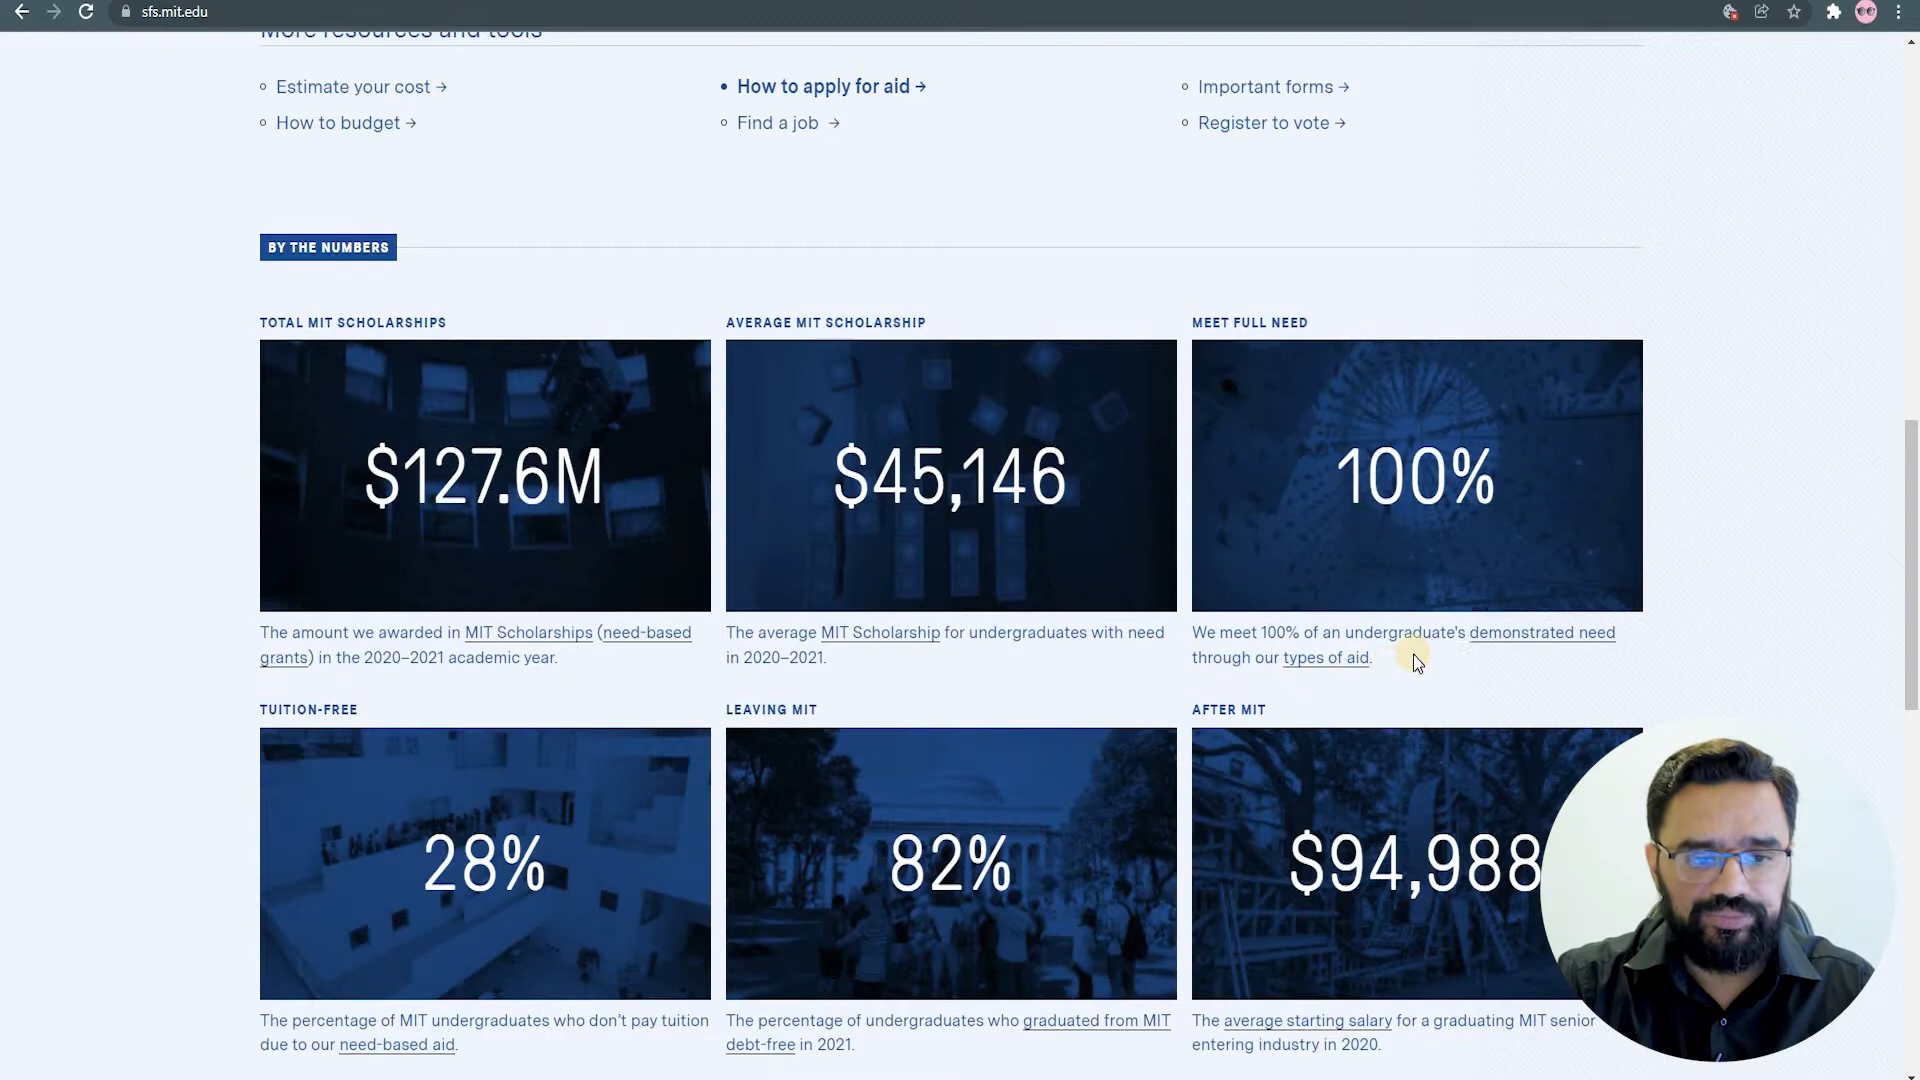 sfs.mit.edu
More resources and tools
Estimate your cost →
How to apply for aid →
Important forms →
How to budget →
Find a job →
Register to vote →
BY THE NUMBERS
TOTAL MIT SCHOLARSHIPS
$127.6M
The amount we awarded in MIT Scholarships (need-based
grants) in the 2020–2021 academic year.
AVERAGE MIT SCHOLARSHIP
$45,146
The average MIT Scholarship for undergraduates with need
in 2020–2021.
MEET FULL NEED
100%
We meet 100% of an undergraduate's demonstrated need
through our types of aid.
TUITION-FREE
28%
The percentage of MIT undergraduates who don't pay tuition
due to our need-based aid.
LEAVING MIT
82%
The percentage of undergraduates who graduated from MIT
debt-free in 2021.
AFTER MIT
$94,988
The average starting salary for a graduating MIT senior
entering industry in 2020.